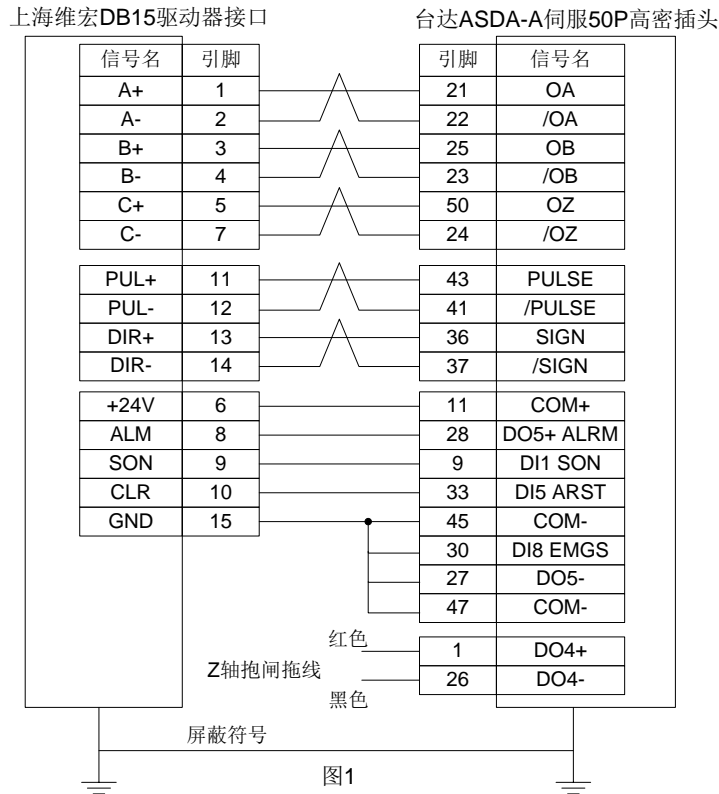 上海维宏DB15驱动器接口 台达ASDA-A伺服50P高密插头
信号名 引脚 引脚 信号名
A+ 1 21 OA
A- 2 22 /OA
B+ 3 25 OB
B- 4 23 /OB
C+ 5 50 OZ
C- 7 24 /OZ
PUL+ 11 43 PULSE
PUL- 12 41 /PULSE
DIR+ 13 36 SIGN
DIR- 14 37 /SIGN
+24V 6 11 COM+
ALM 8 28 DO5+ ALRM
SON 9 9 DI1 SON
CLR 10 33 DI5 ARST
GND 15 45 COM-
30 DI8 EMGS
27 DO5-
47 COM-
红色 1 DO4+
Z轴抱闸拖线
26 DO4-
黑色
屏蔽符号
图1